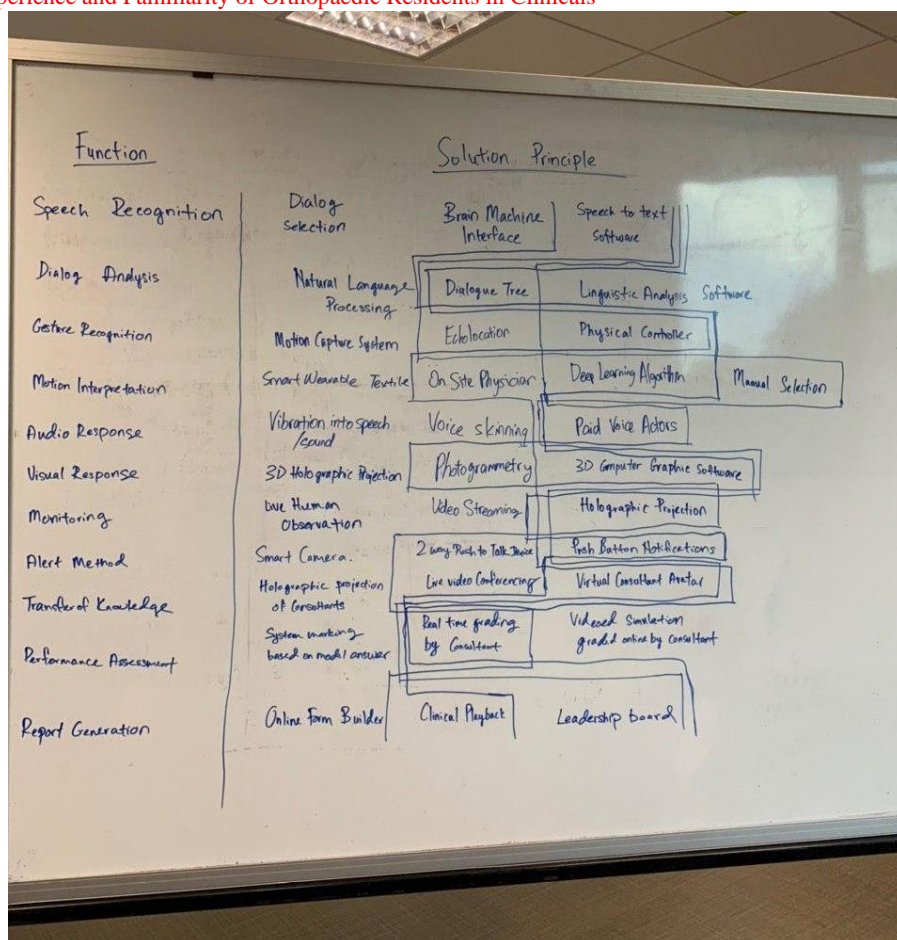 Experience and Familiarity of Orthopaedic Residents in Clinicals
Function Solution Principle
Speech Recognition Dialog Selection Brain Machine Interface Speech to text Software
Dialog Analysis Natural Language Processing Dialogue Tree Linguistic Analysis Software
Gesture Recognition Motion Capture System Echolocation Physical Controller
Motion Interpretation Smart Wearable Textile On Site Physician Deep Learning Algorithm Manual Selection
Audio Response Vibration into speech /sound Voice skinning Paid Voice Actors
Visual Response 3D Holographic Projection Photogrammetry 3D Computer Graphic Software
Monitoring Live Human Observation Video Streaming Holographic Projection
Alert Method Smart Camera. 2 way Push to Talk Device Push Button Notifications
Transfer of Knowledge Holographic projection of Consultants Live video Conferencing Virtual Consultant Avatar
Performance Assessment System marking based on model answer Real time grading by Consultant Videoed Simulation graded online by consultant
Report Generation Online Form Builder Clinical Playback Leadership board